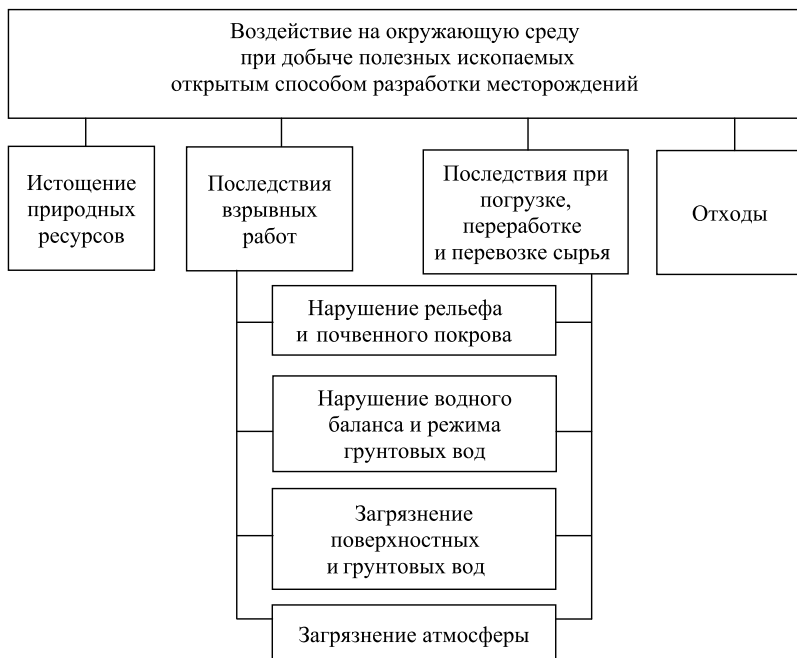 Воздействие на окружающую среду
при добыче полезных ископаемых
открытым способом разработки месторождений
Истощение
природных
ресурсов
Последствия
взрывных
работ
Последствия при
погрузке,
переработке
и перевозке сырья
Отходы
Нарушение рельефа
и почвенного покрова
Нарушение водного
баланса и режима
грунтовых вод
Загрязнение
поверхностных
и грунтовых вод
Загрязнение атмосферы